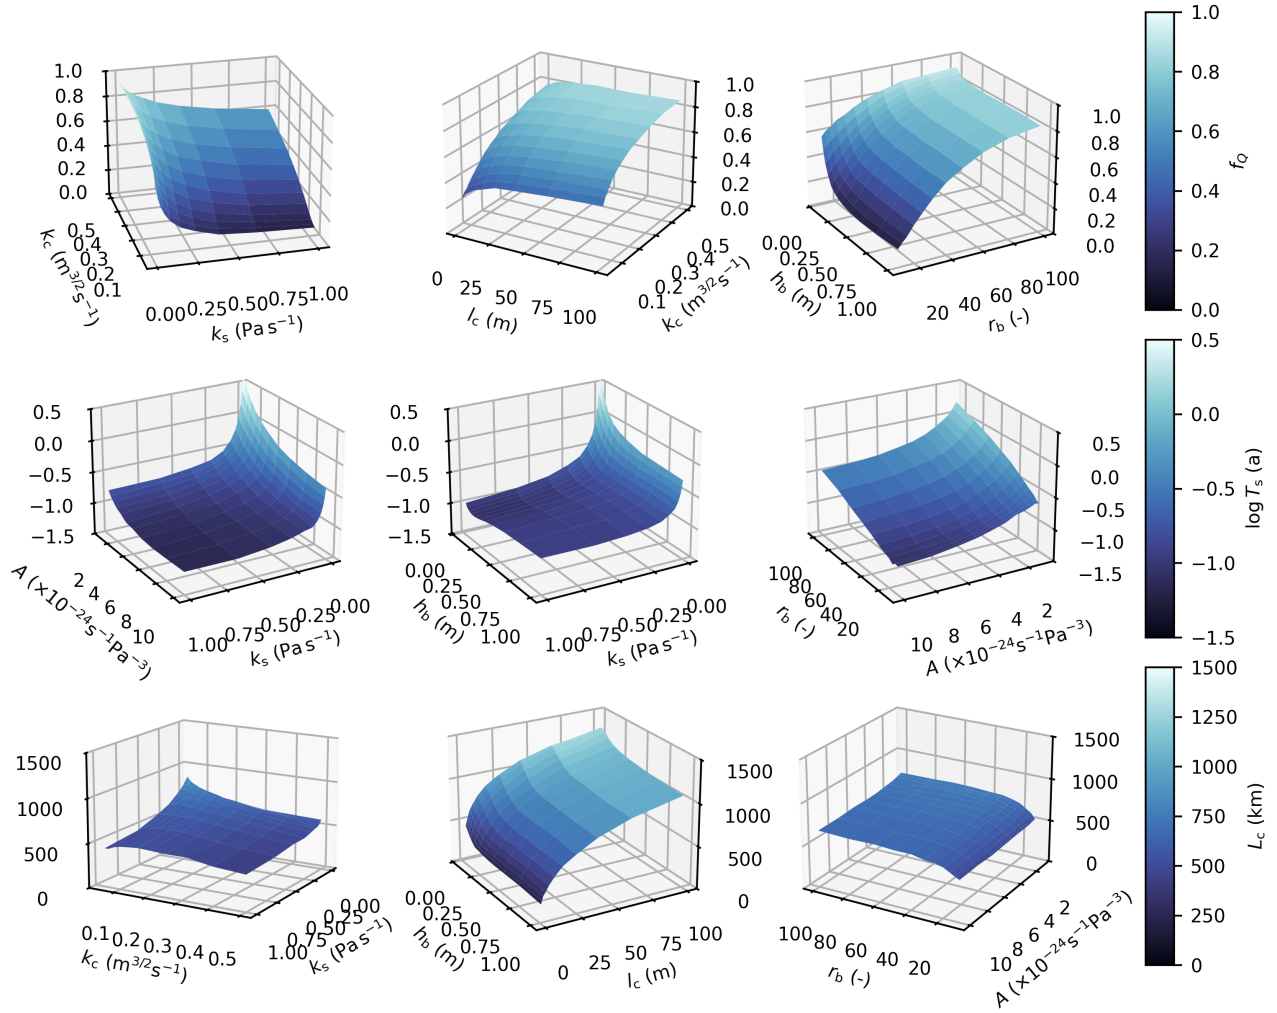 1.0
0.8
0.6
0.4
0.2
0.0
0.5
0.4
0.3
0.2
0.1
k_c (m^{3/2}s^{−1})
0.00 0.25 0.50 0.75 1.00
k_s (Pa s^{−1})
0 25 50 75 100
l_c (m)
0.1 0.2 0.3 0.4 0.5
k_c (m^{3/2}s^{−1})
1.0
0.8
0.6
0.4
0.2
0.0
0.00 0.25 0.50 0.75 1.00
h_b (m)
20 40 60 80 100
r_b (-)
1.0
0.8
0.6
0.4
0.2
0.0
1.0
0.8
0.6
0.4
0.2
0.0
f_Q
0.5
0.0
−0.5
−1.0
−1.5
2 4 6 8 10
A (×10^{−24}s^{−1}Pa^{−3})
1.00 0.75 0.50 0.25 0.00
k_s (Pa s^{−1})
0.5
0.0
−0.5
−1.0
−1.5
0.00 0.25 0.50 0.75 1.00
h_b (m)
1.00 0.75 0.50 0.25 0.00
k_s (Pa s^{−1})
100 80 60 40 20
r_b (-)
10 8 6 4 2
A (×10^{−24}s^{−1}Pa^{−3})
0.5
0.0
−0.5
−1.0
−1.5
0.5
0.0
−0.5
−1.0
−1.5
log T_s (a)
1500
1000
500
0
0.1 0.2 0.3 0.4 0.5
k_c (m^{3/2}s^{−1})
1.00 0.75 0.50 0.25 0.00
k_s (Pa s^{−1})
0.00 0.25 0.50 0.75 1.00
h_b (m)
0 25 50 75 100
l_c (m)
1500
1000
500
0
100 80 60 40 20
r_b (-)
10 8 6 4 2
A (×10^{−24}s^{−1}Pa^{−3})
1500
1000
500
0
1500
1250
1000
750
500
250
0
L_c (km)